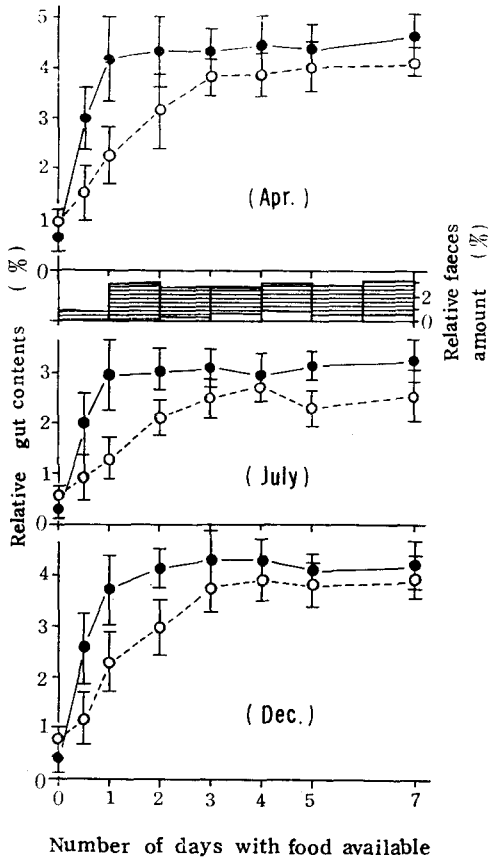 5
4
3
2
1
0
( Apr. )
Relative gut contents ( % )
Relative faeces
amount ( % )
2
0
3
2
1
0
( July )
4
3
2
1
0
( Dec. )
0 1 2 3 4 5 7
Number of days with food available